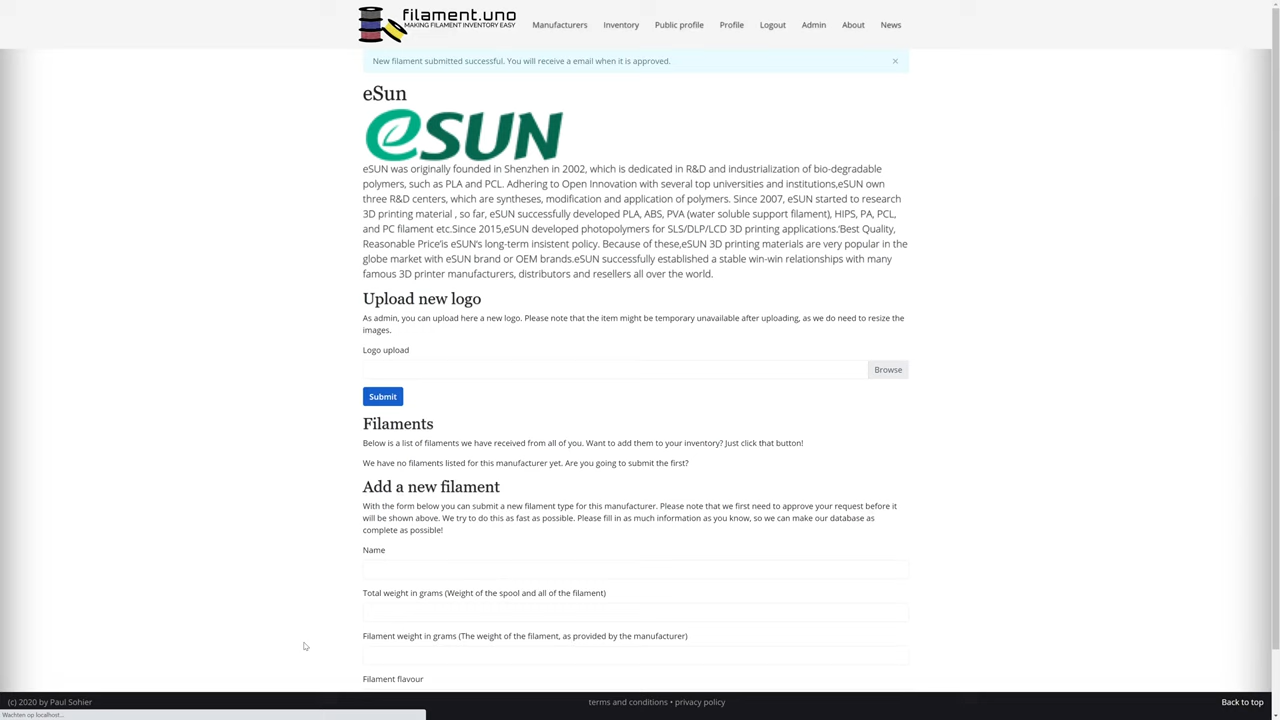 filament.uno
MAKING FILAMENT INVENTORY EASY
Manufacturers Inventory Public profile Profile Logout Admin About News
New filament submitted successful. You will receive a email when it is approved. ×
eSun
eSUN
eSUN was originally founded in Shenzhen in 2002, which is dedicated in R&D and industrialization of bio-degradable
polymers, such as PLA and PCL. Adhering to Open Innovation with several top universities and institutions,eSUN own
three R&D centers, which are syntheses, modification and application of polymers. Since 2007, eSUN started to research
3D printing material , so far, eSUN successfully developed PLA, ABS, PVA (water soluble support filament), HIPS, PA, PCL,
and PC filament etc.Since 2015,eSUN developed photopolymers for SLS/DLP/LCD 3D printing applications.'Best Quality,
Reasonable Price'is eSUN's long-term insistent policy. Because of these,eSUN 3D printing materials are very popular in the
globe market with eSUN brand or OEM brands.eSUN successfully established a stable win-win relationships with many
famous 3D printer manufacturers, distributors and resellers all over the world.
Upload new logo
As admin, you can upload here a new logo. Please note that the item might be temporary unavailable after uploading, as we do need to resize the
images.
Logo upload
Browse
Submit
Filaments
Below is a list of filaments we have received from all of you. Want to add them to your inventory? Just click that button!
We have no filaments listed for this manufacturer yet. Are you going to submit the first?
Add a new filament
With the form below you can submit a new filament type for this manufacturer. Please note that we first need to approve your request before it
will be shown above. We try to do this as fast as possible. Please fill in as much information as you know, so we can make our database as
complete as possible!
Name
Total weight in grams (Weight of the spool and all of the filament)
Filament weight in grams (The weight of the filament, as provided by the manufacturer)
Filament flavour
(c) 2020 by Paul Sohier terms and conditions • privacy policy Back to top
Wachten op localhost...